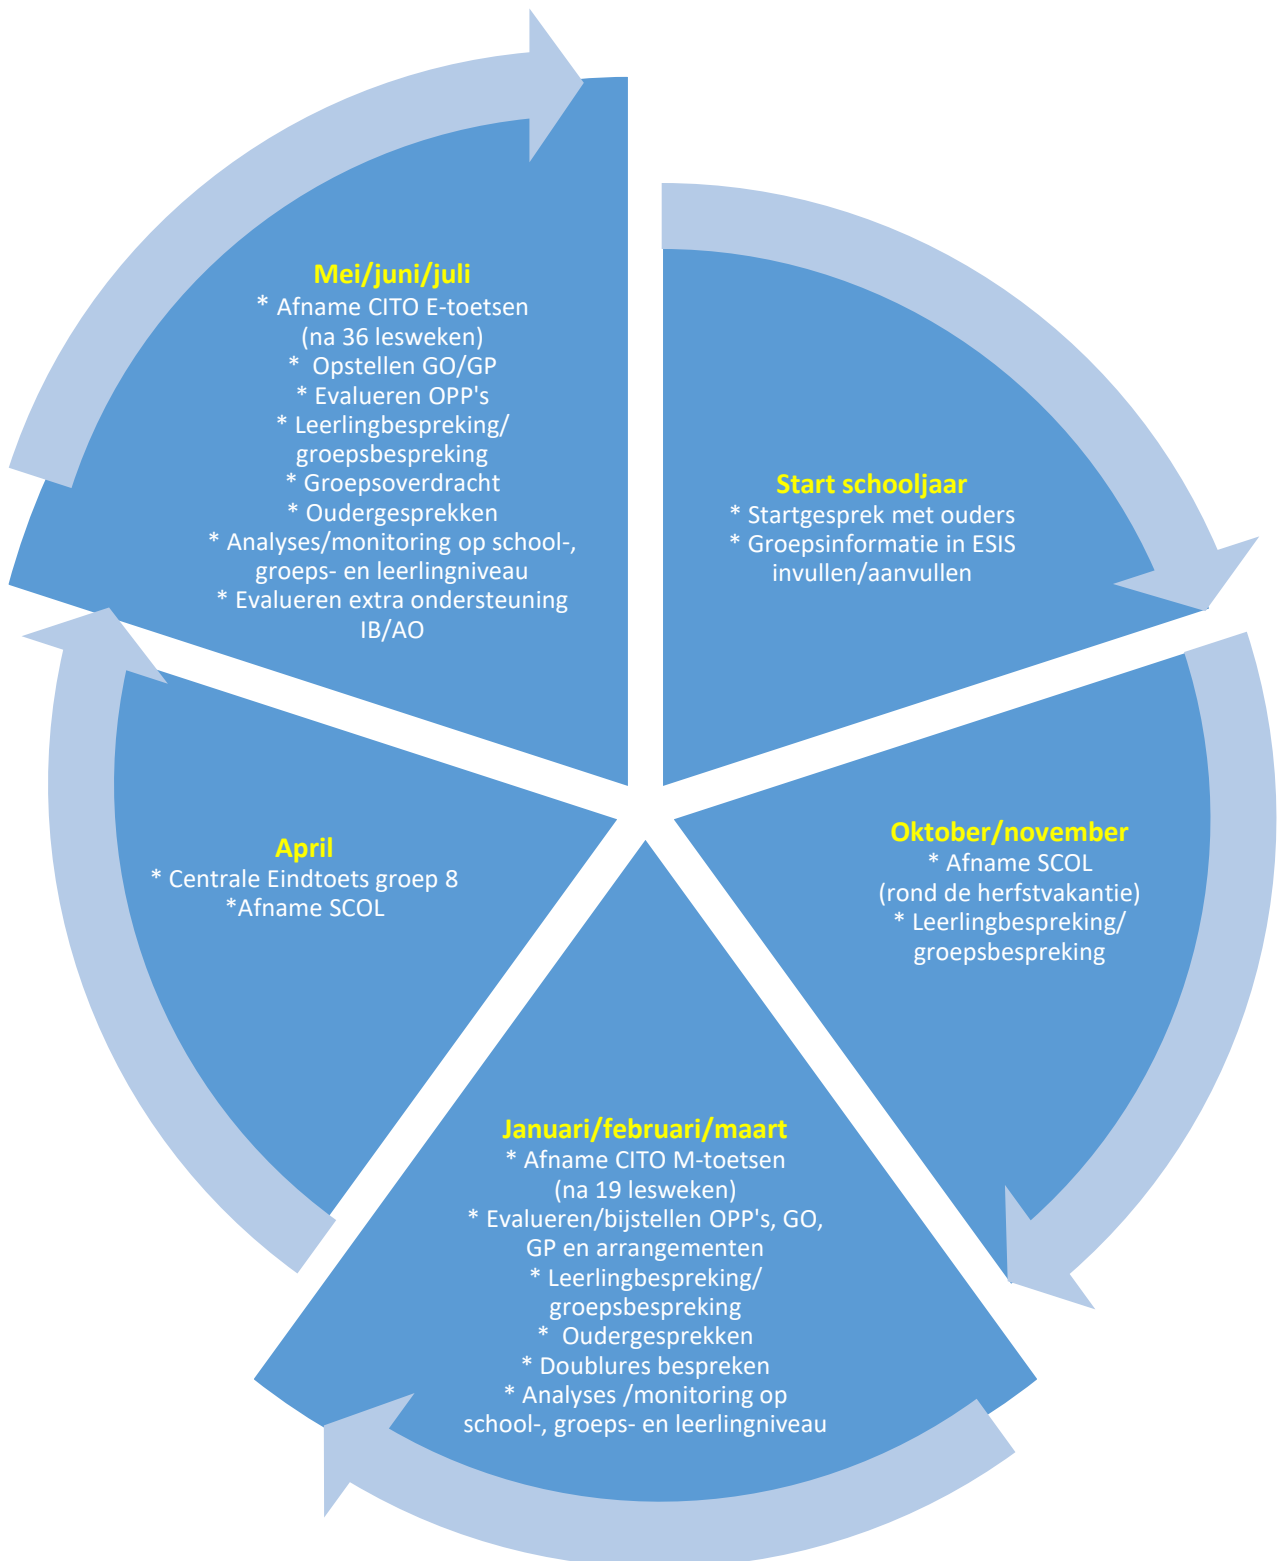 Mei/juni/juli
* Afname CITO E-toetsen
(na 36 lesweken)
* Opstellen GO/GP
* Evalueren OPP's
* Leerlingbespreking/
groepsbespreking
* Groepsoverdracht
* Oudergesprekken
* Analyses/monitoring op school-,
groeps- en leerlingniveau
* Evalueren extra ondersteuning
IB/AO
Start schooljaar
* Startgesprek met ouders
* Groepsinformatie in ESIS
invullen/aanvullen
Oktober/november
* Afname SCOL
(rond de herfstvakantie)
* Leerlingbespreking/
groepsbespreking
Januari/februari/maart
* Afname CITO M-toetsen
(na 19 lesweken)
* Evalueren/bijstellen OPP's, GO,
GP en arrangementen
* Leerlingbespreking/
groepsbespreking
* Oudergesprekken
* Doublures bespreken
* Analyses /monitoring op
school-, groeps- en leerlingniveau
April
* Centrale Eindtoets groep 8
*Afname SCOL